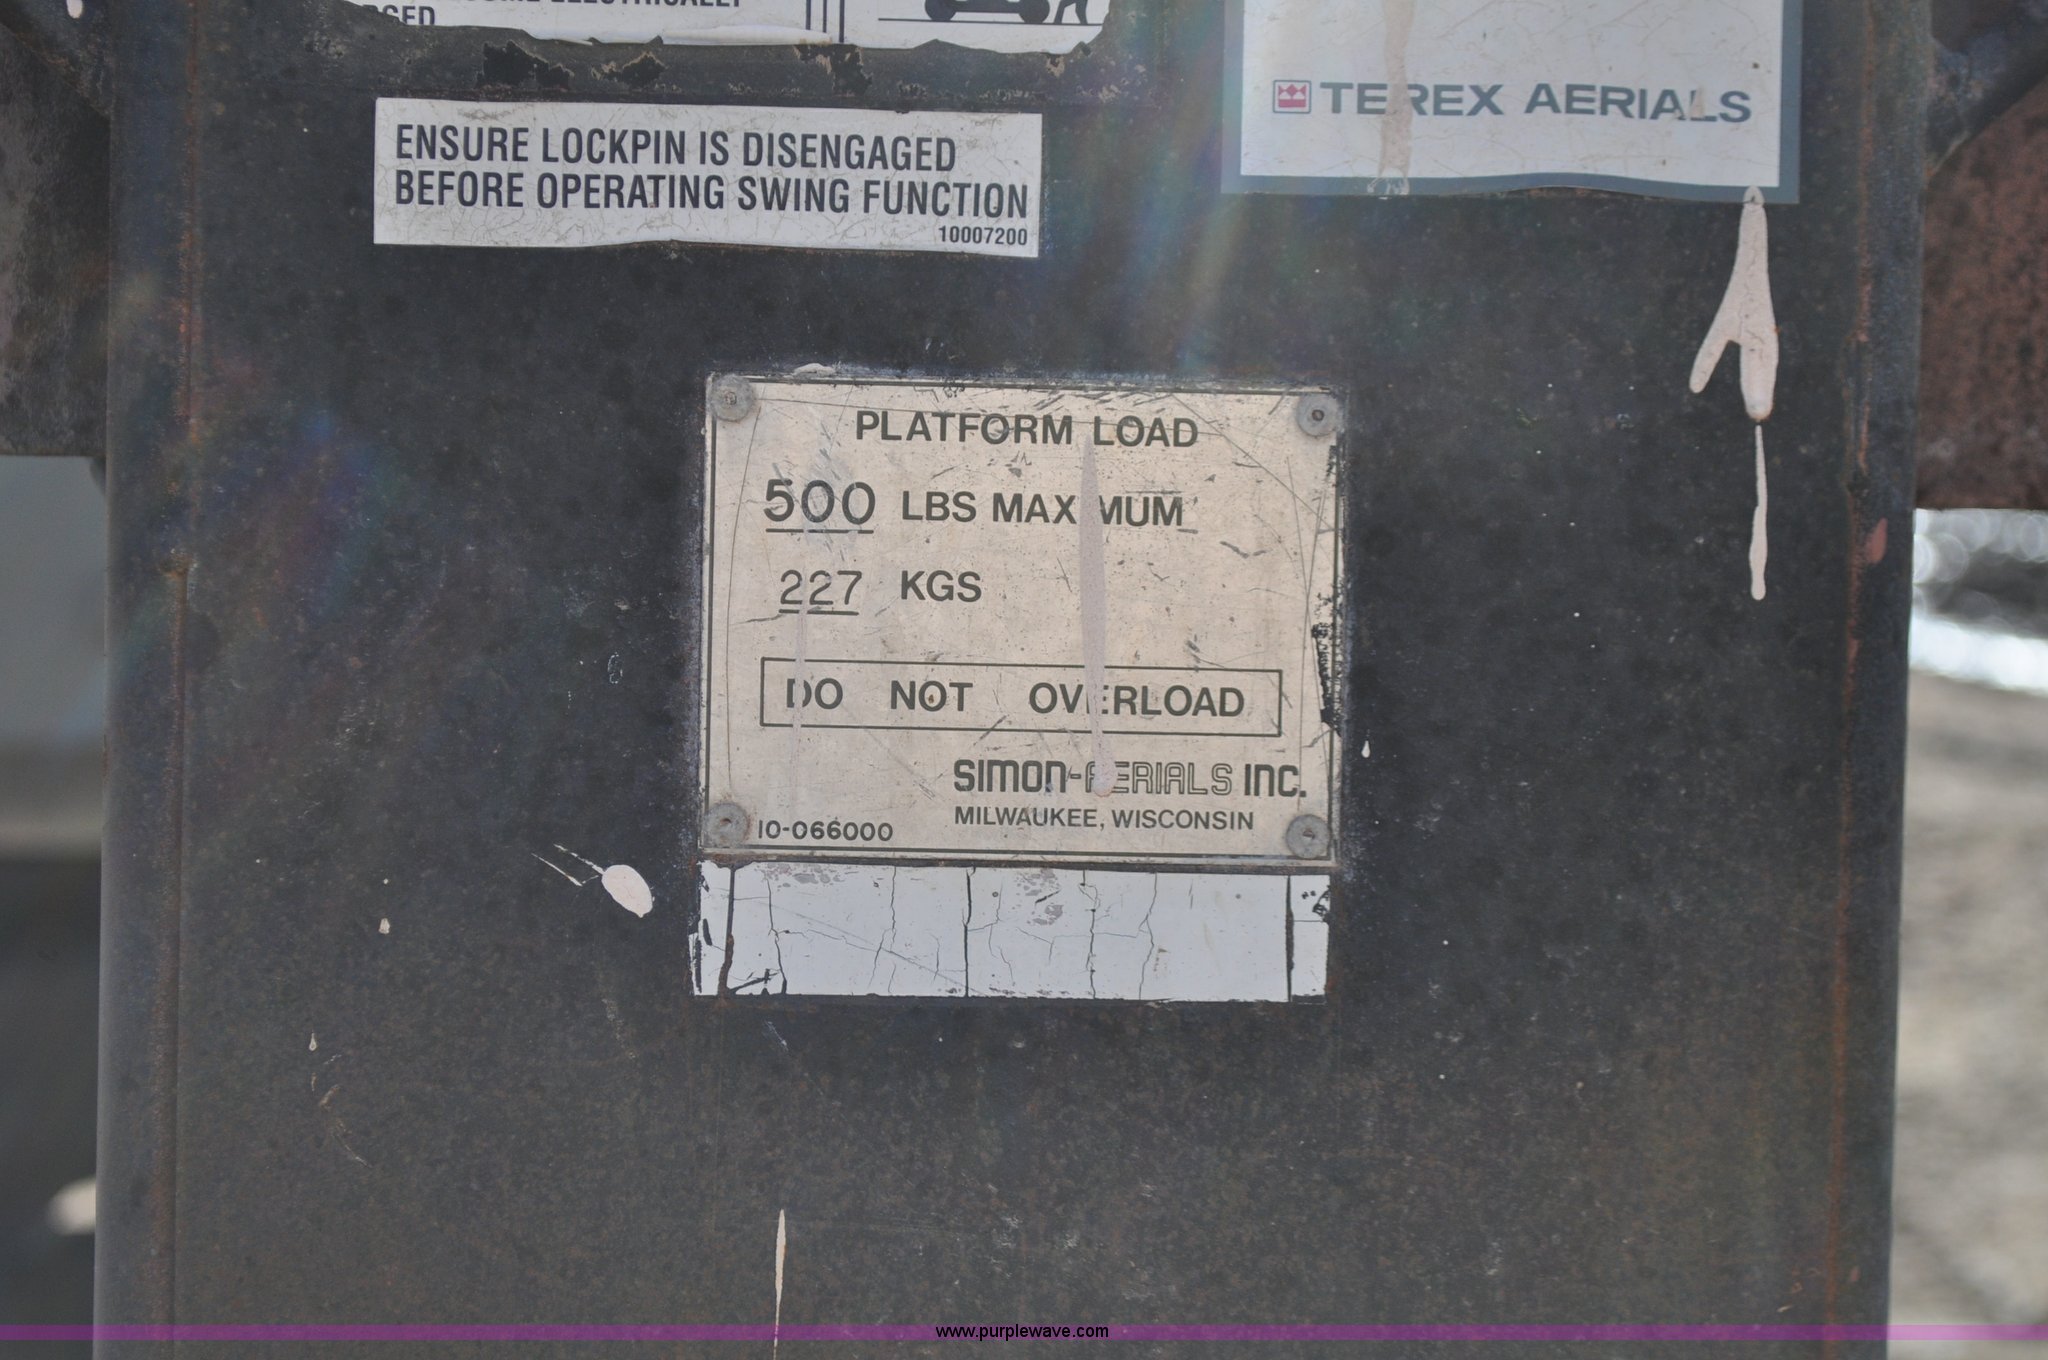 ELECTRICALLY
ENSURE LOCKPIN IS DISENGAGED
BEFORE OPERATING SWING FUNCTION
10007200
TEREX AERIALS
PLATFORM LOAD
500 LBS MAXIMUM
227 KGS
DO NOT OVERLOAD
SIMON-AERIALS INC.
MILWAUKEE, WISCONSIN
10-066000
www.purplewave.com